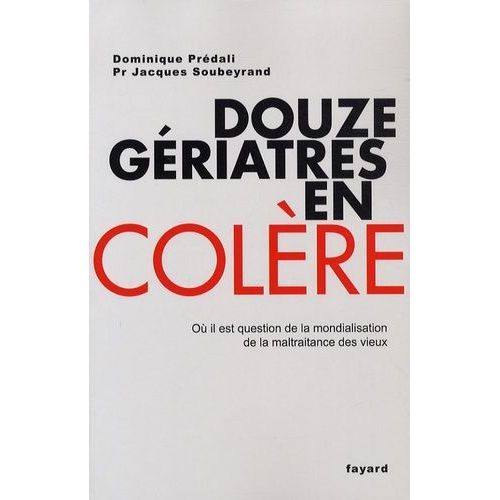 Dominique Prédali
Pr Jacques Soubeyrand
DOUZE
GÉRIATRES
EN
COLÈRE
Où il est question de la mondialisation
de la maltraitance des vieux
fayard